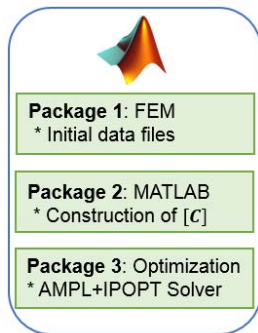 Package 1: FEM
* Initial data files
Package 2: MATLAB
* Construction of [C]
Package 3: Optimization
* AMPL+IPOPT Solver